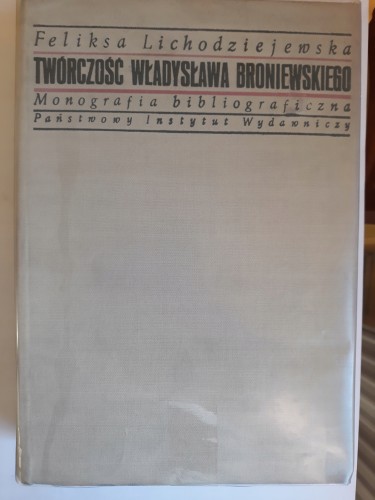 Feliksa Lichodziejewska
TWÓRCZOŚĆ WŁADYSŁAWA BRONIEWSKIEGO
Monografia bibliograficzna
Państwowy Instytut Wydawniczy